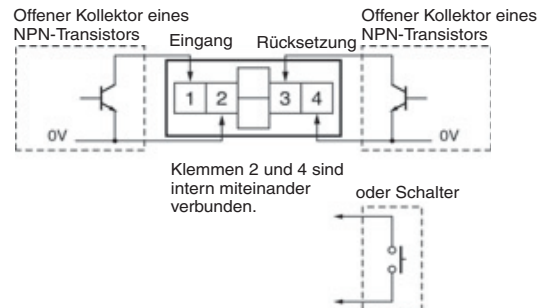 Offener Kollektor eines
NPN-Transistors
Offener Kollektor eines
NPN-Transistors
Eingang
Rücksetzung
1 2 3 4
0V
0V
Klemmen 2 und 4 sind
intern miteinander
verbunden.
oder Schalter